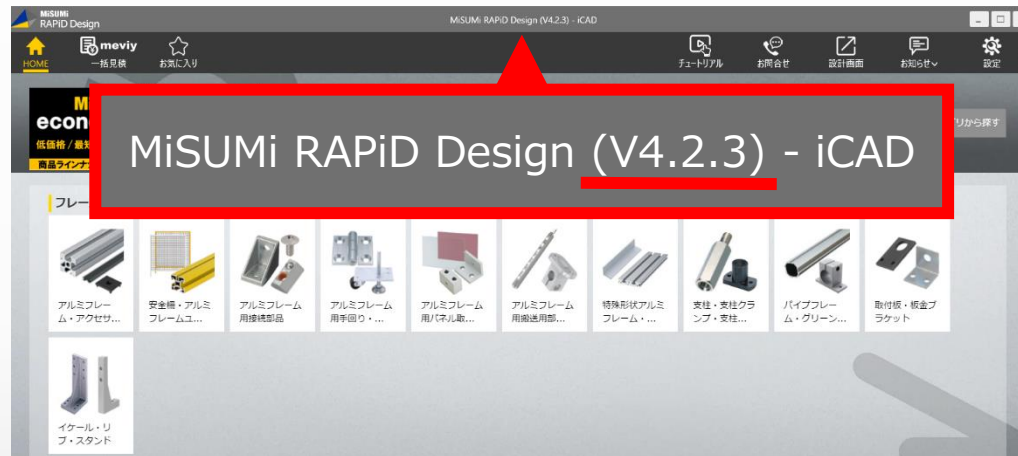 MiSUMi
RAPiD Design
MiSUMi RAPiD Design (V4.2.3) - iCAD
HOME
meviy
一括見積
お気に入り
チュートリアル
お問合せ
設計画面
お知らせ
設定
econ
低価格 / 最
商品ラインナッ
リから探す
MiSUMi RAPiD Design (V4.2.3) - iCAD
フレー
アルミフレー
ム・アクセサ...
安全柵・アルミ
フレームユ...
アルミフレーム
用接続部品
アルミフレーム
用手回り・...
アルミフレーム
用パネル取...
アルミフレーム
用搬送用部...
特殊形状アルミ
フレーム・...
支柱・支柱クラ
ンプ・支柱...
パイプフレー
ム・グリーン...
取付板・板金ブ
ラケット
イケール・リ
ブ・スタンド